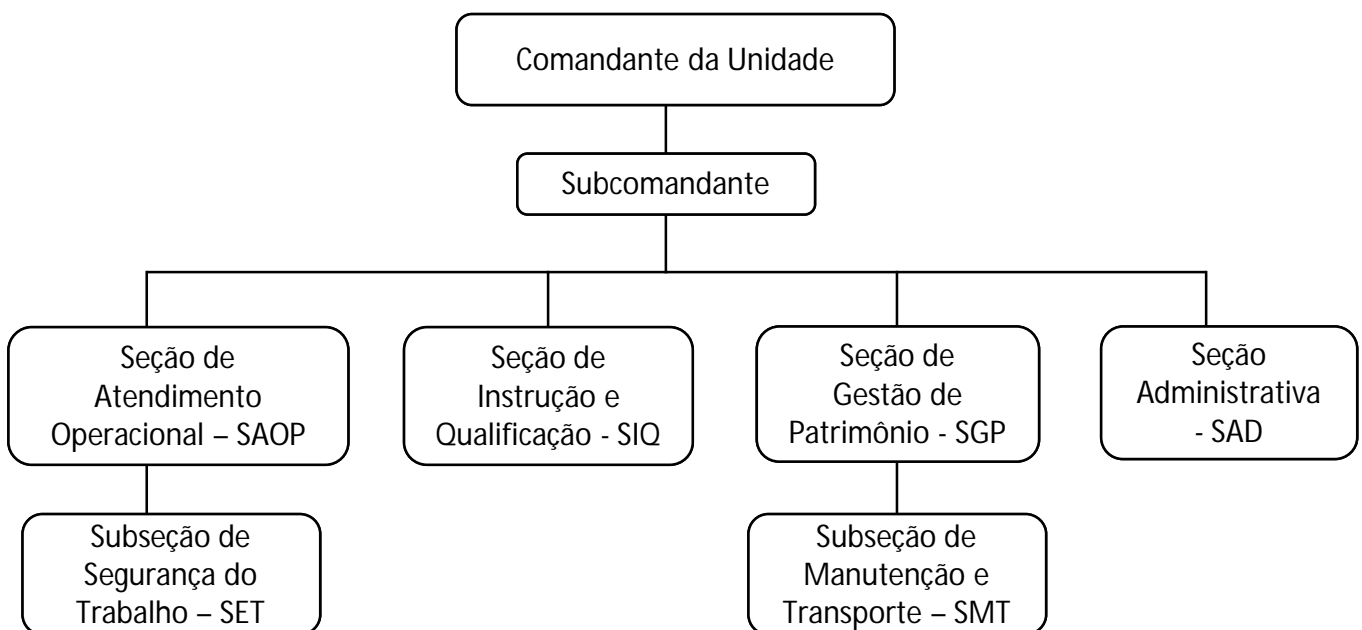 Comandante da Unidade
Subcomandante
Seção de
Atendimento
Operacional – SAOP
Seção de
Instrução e
Qualificação - SIQ
Seção de
Gestão de
Patrimônio - SGP
Seção
Administrativa
- SAD
Subseção de
Segurança do
Trabalho – SET
Subseção de
Manutenção e
Transporte – SMT